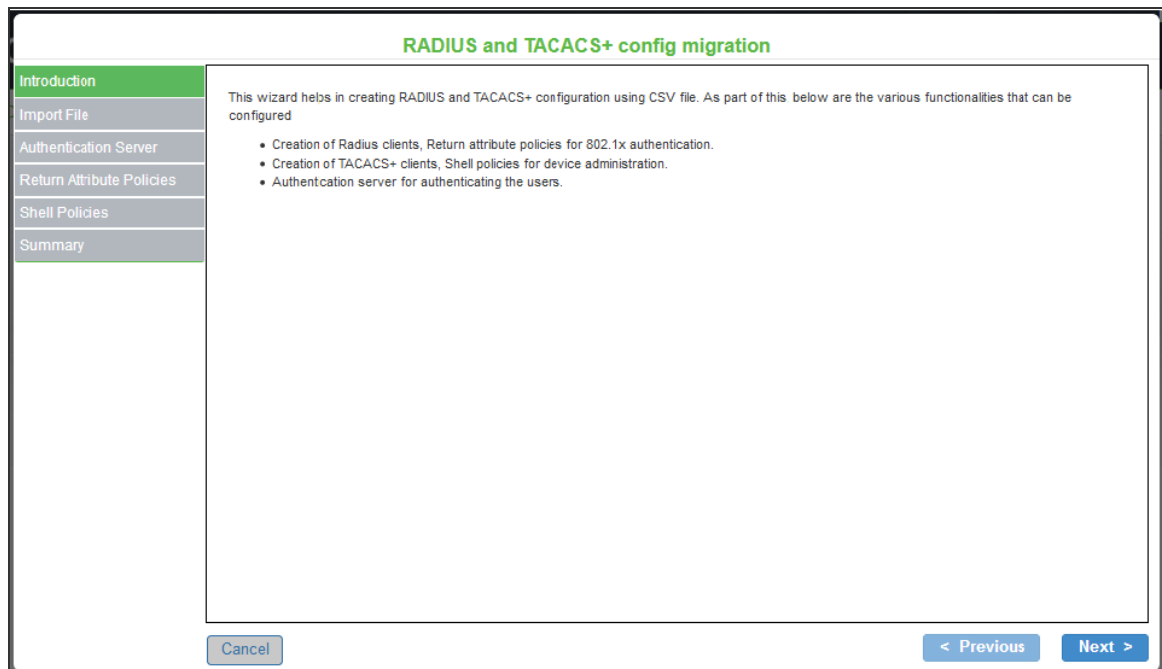 RADIUS and TACACS+ config migration
Introduction
Import File
Authentication Server
Return Attribute Policies
Shell Policies
Summary
This wizard helps in creating RADIUS and TACACS+ configuration using CSV file. As part of this below are the various functionalities that can be
configured
• Creation of Radius clients, Return attribute policies for 802.1x authentication.
• Creation of TACACS+ clients, Shell policies for device administration.
• Authentcation server for authenticating the users.
Cancel
< Previous
Next >